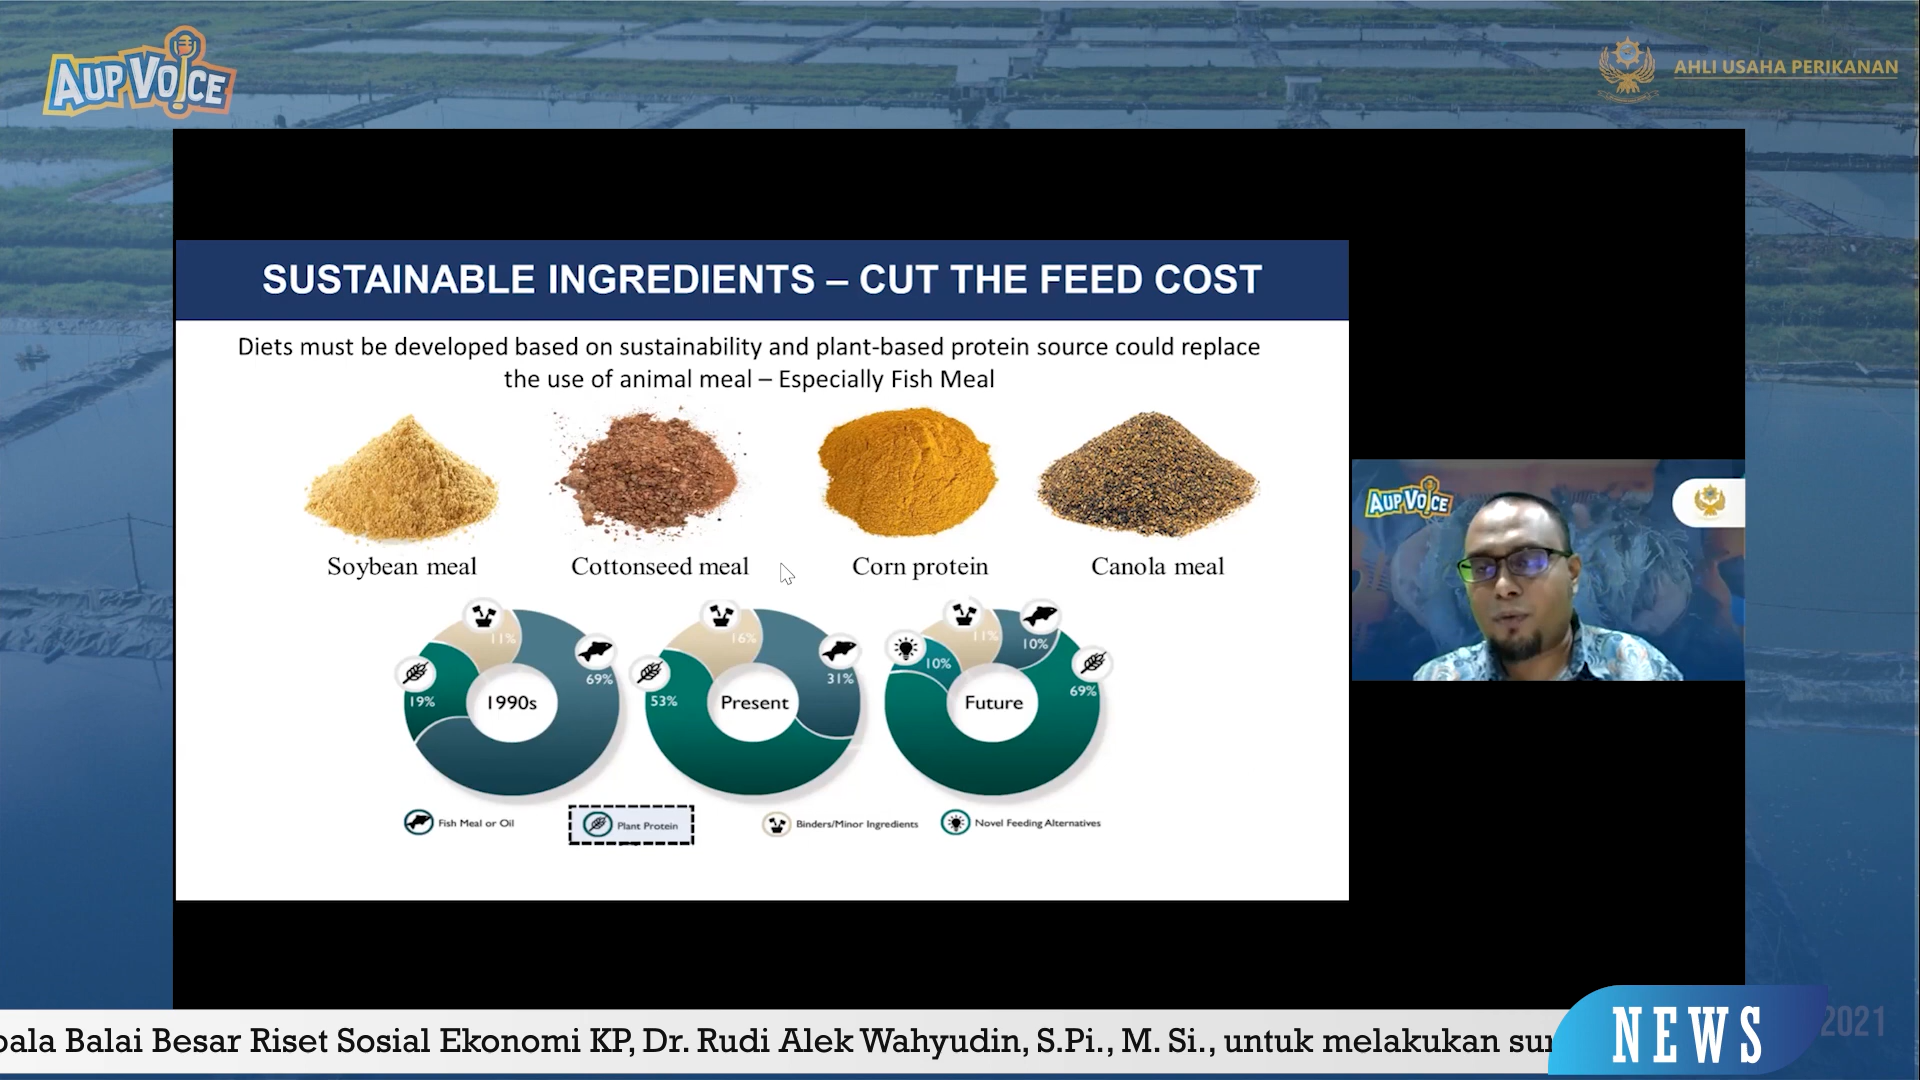 AUP VOICE
AHLI USAHA PERIKANAN
SUSTAINABLE INGREDIENTS – CUT THE FEED COST
Diets must be developed based on sustainability and plant-based protein source could replace
the use of animal meal – Especially Fish Meal
Soybean meal
Cottonseed meal
Corn protein
Canola meal
11%
69%
19%
1990s
16%
31%
53%
Present
11%
10%
10%
69%
Future
Fish Meal or Oil
Plant Protein
Binders/Minor Ingredients
Novel Feeding Alternatives
AUP VOICE
pala Balai Besar Riset Sosial Ekonomi KP, Dr. Rudi Alek Wahyudin, S.Pi., M. Si., untuk melakukan sur
NEWS
2021